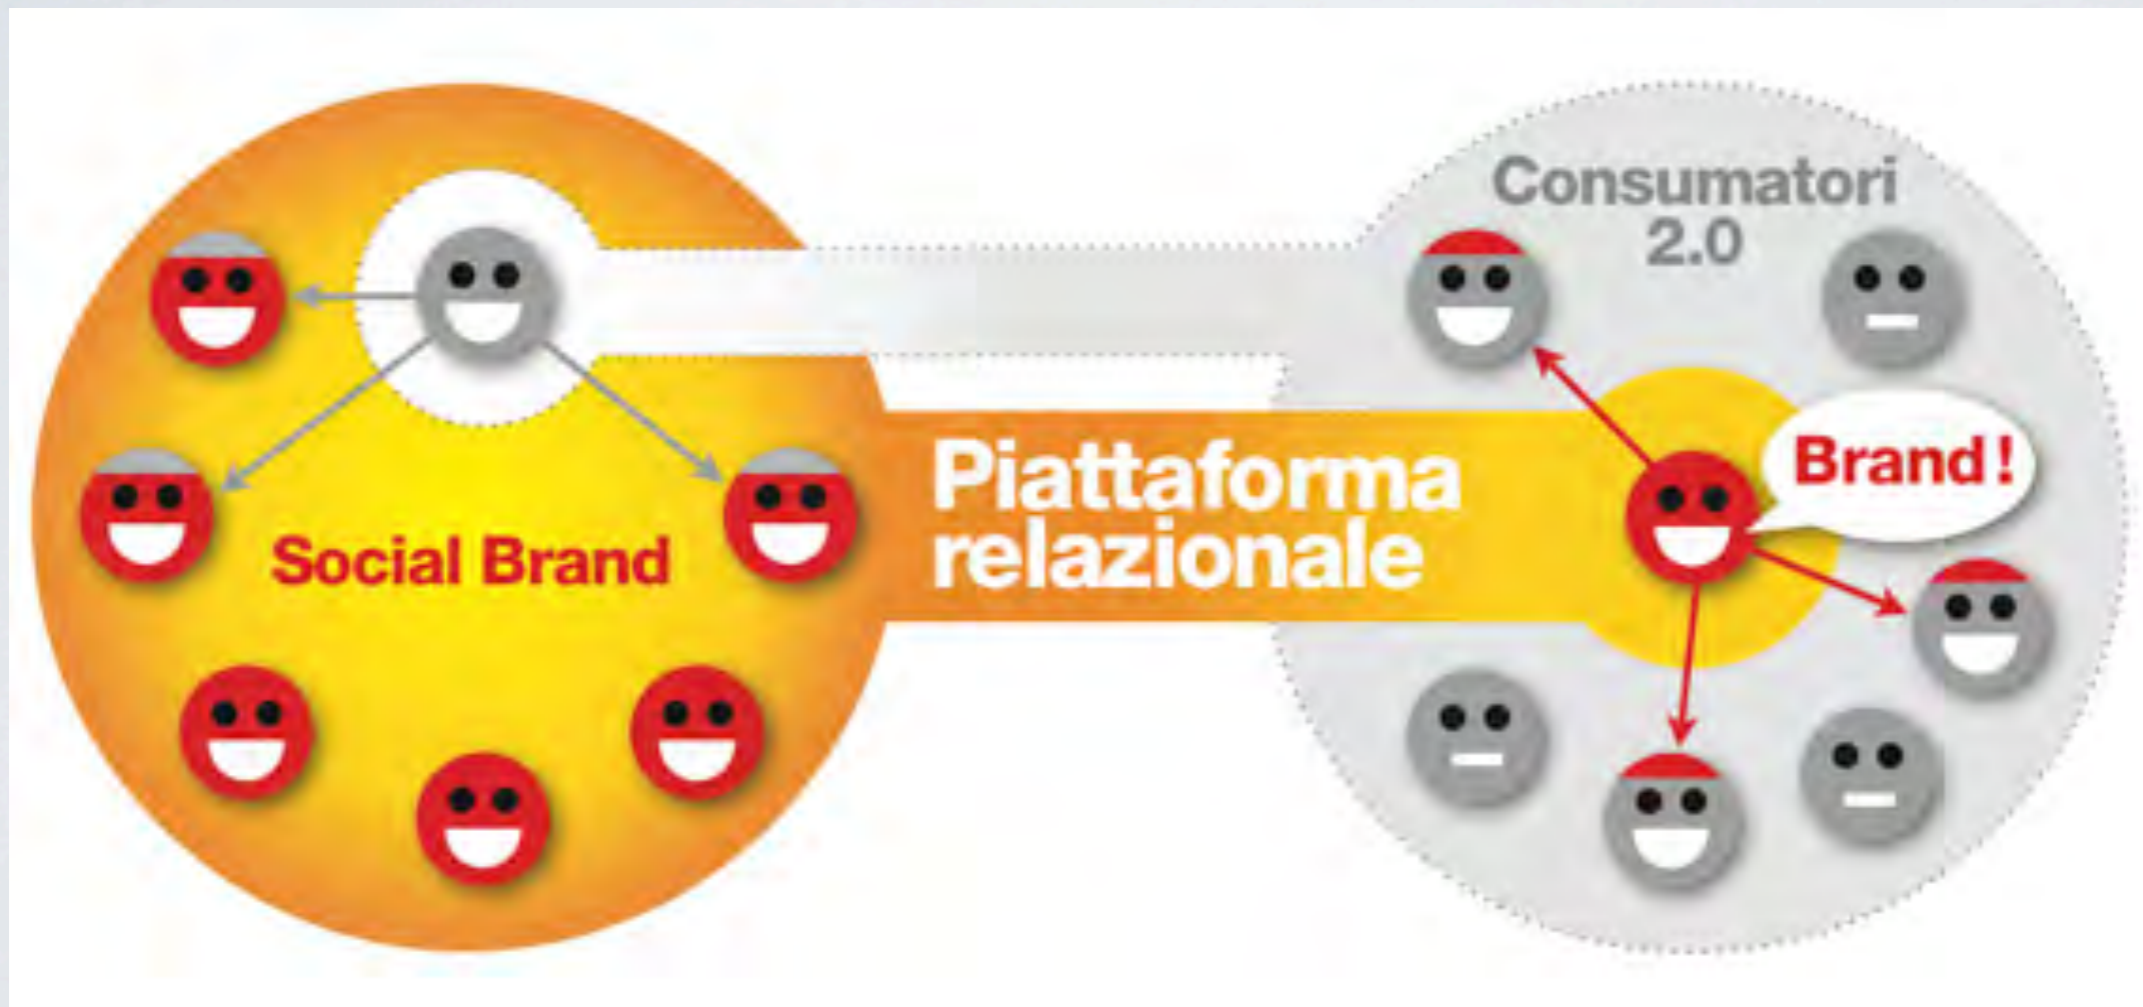 Consumatori
2.0
Brand !
Piattaforma
relazionale
Social Brand